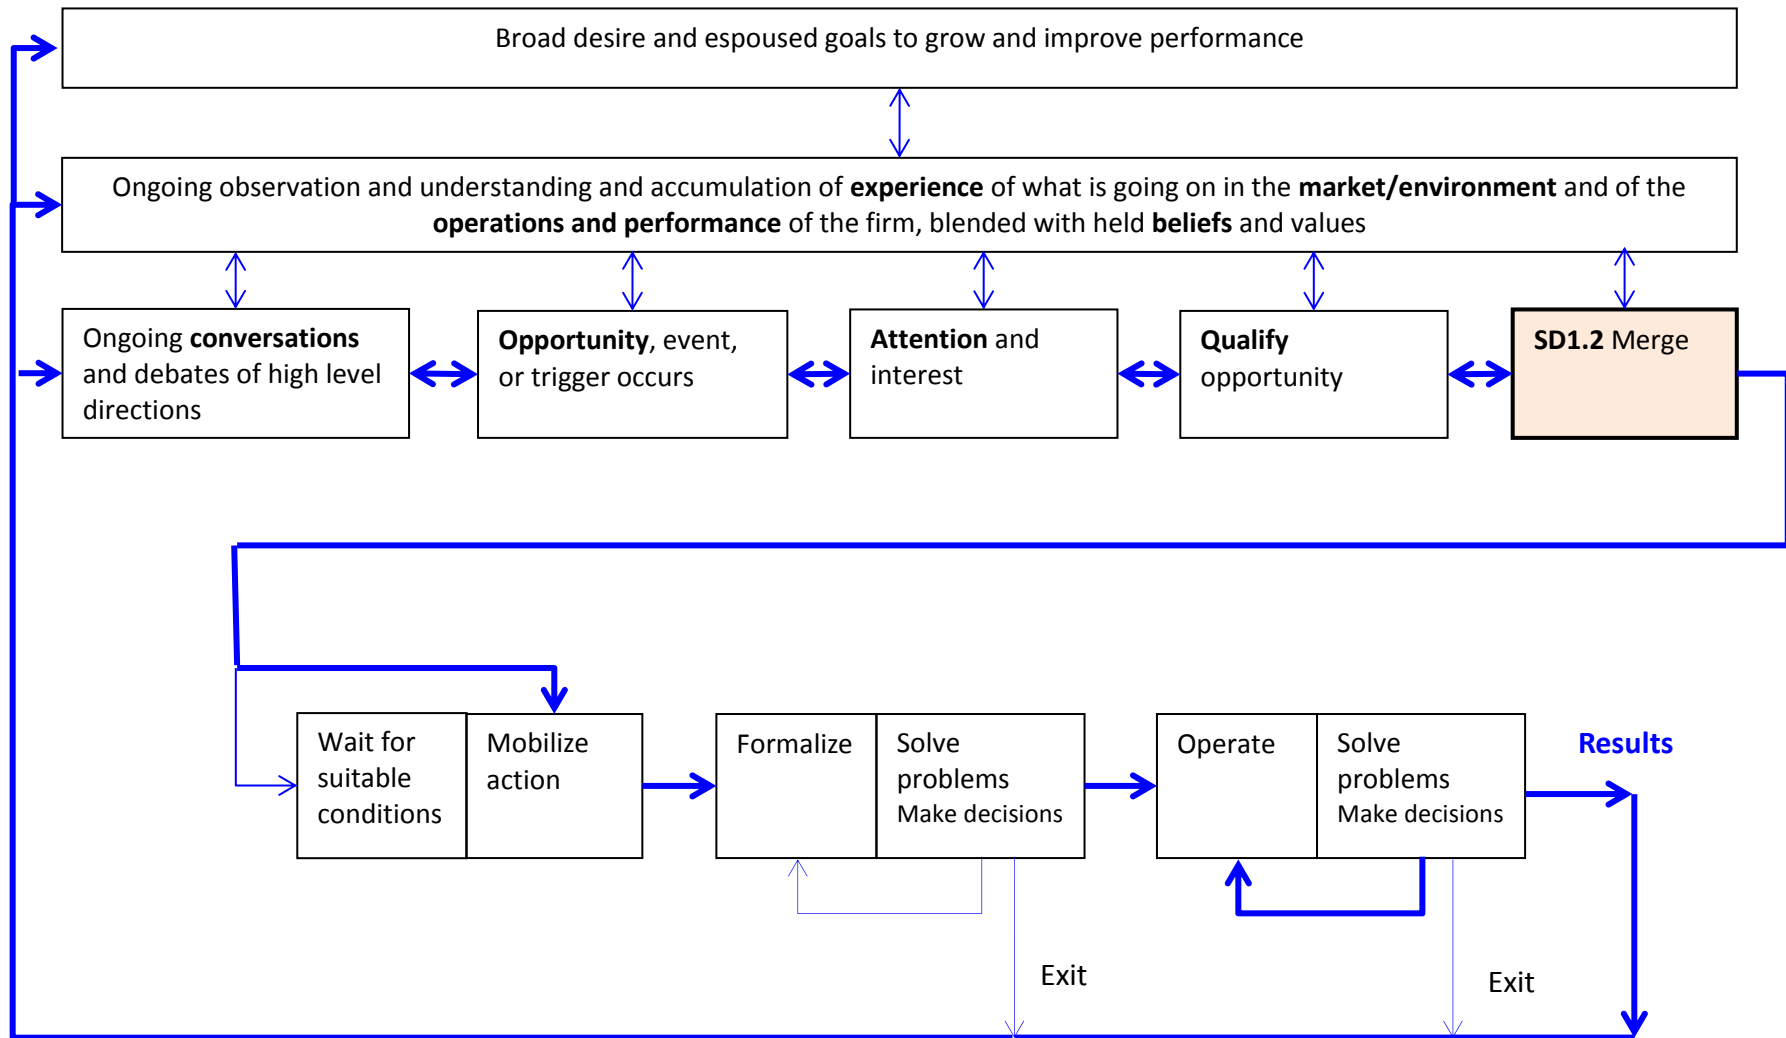 Broad desire and espoused goals to grow and improve performance
Ongoing observation and understanding and accumulation of experience of what is going on in the market/environment and of the
operations and performance of the firm, blended with held beliefs and values
Ongoing conversations
and debates of high level
directions
Opportunity, event,
or trigger occurs
Attention and
interest
Qualify
opportunity
SD1.2 Merge
Wait for
suitable
conditions
Mobilize
action
Formalize
Solve
problems
Make decisions
Operate
Solve
problems
Make decisions
Results
Exit
Exit